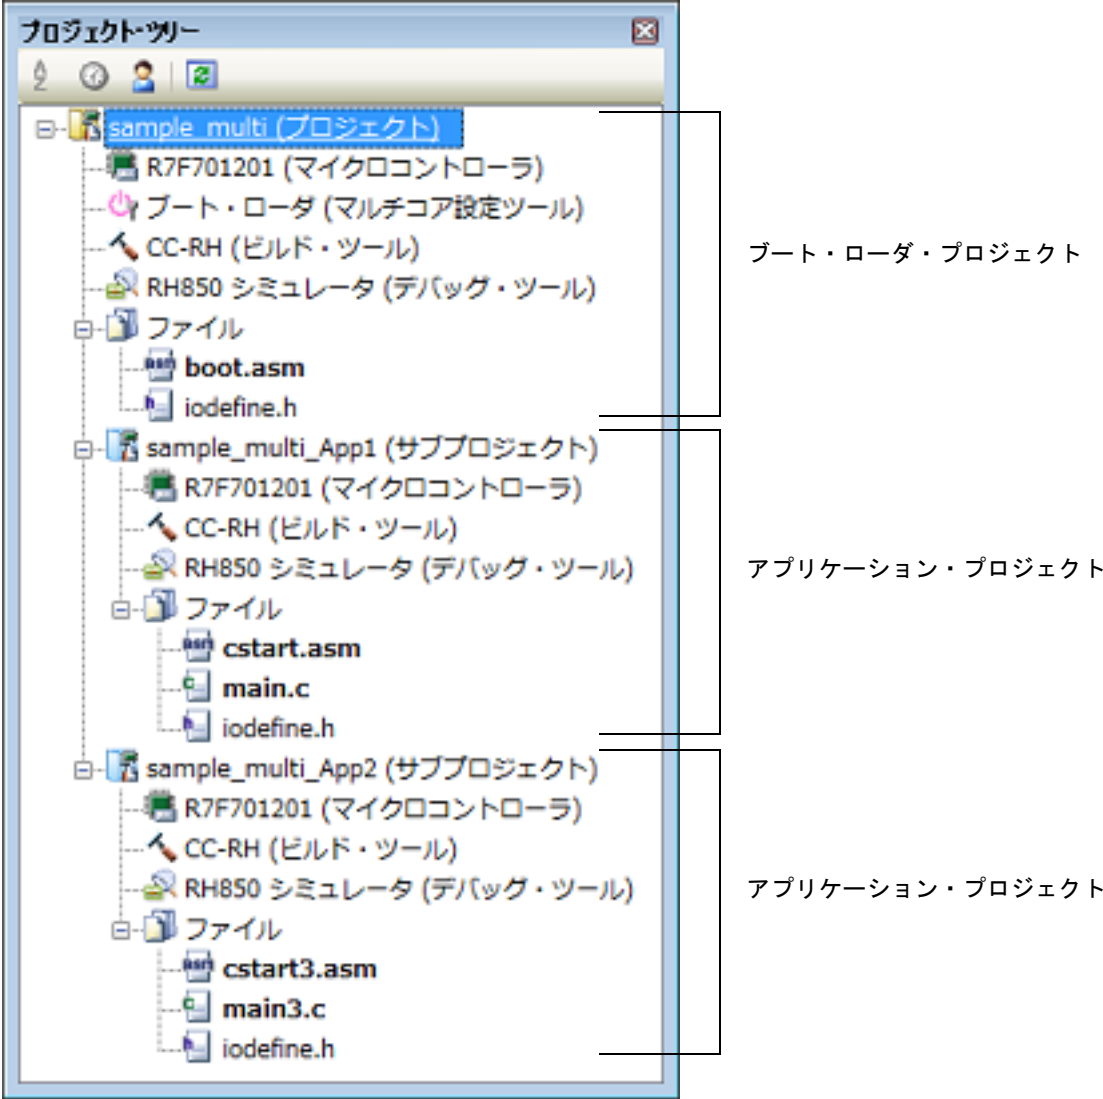 プロジェクト・ツリー
sample_multi (プロジェクト)
R7F701201 (マイクロコントローラ)
ブート・ローダ (マルチコア設定ツール)
CC-RH (ビルド・ツール)
RH850 シミュレータ (デバッグ・ツール)
ファイル
boot.asm
iodefine.h
ブート・ローダ・プロジェクト
sample_multi_App1 (サブプロジェクト)
R7F701201 (マイクロコントローラ)
CC-RH (ビルド・ツール)
RH850 シミュレータ (デバッグ・ツール)
ファイル
cstart.asm
main.c
iodefine.h
アプリケーション・プロジェクト
sample_multi_App2 (サブプロジェクト)
R7F701201 (マイクロコントローラ)
CC-RH (ビルド・ツール)
RH850 シミュレータ (デバッグ・ツール)
ファイル
cstart3.asm
main3.c
iodefine.h
アプリケーション・プロジェクト